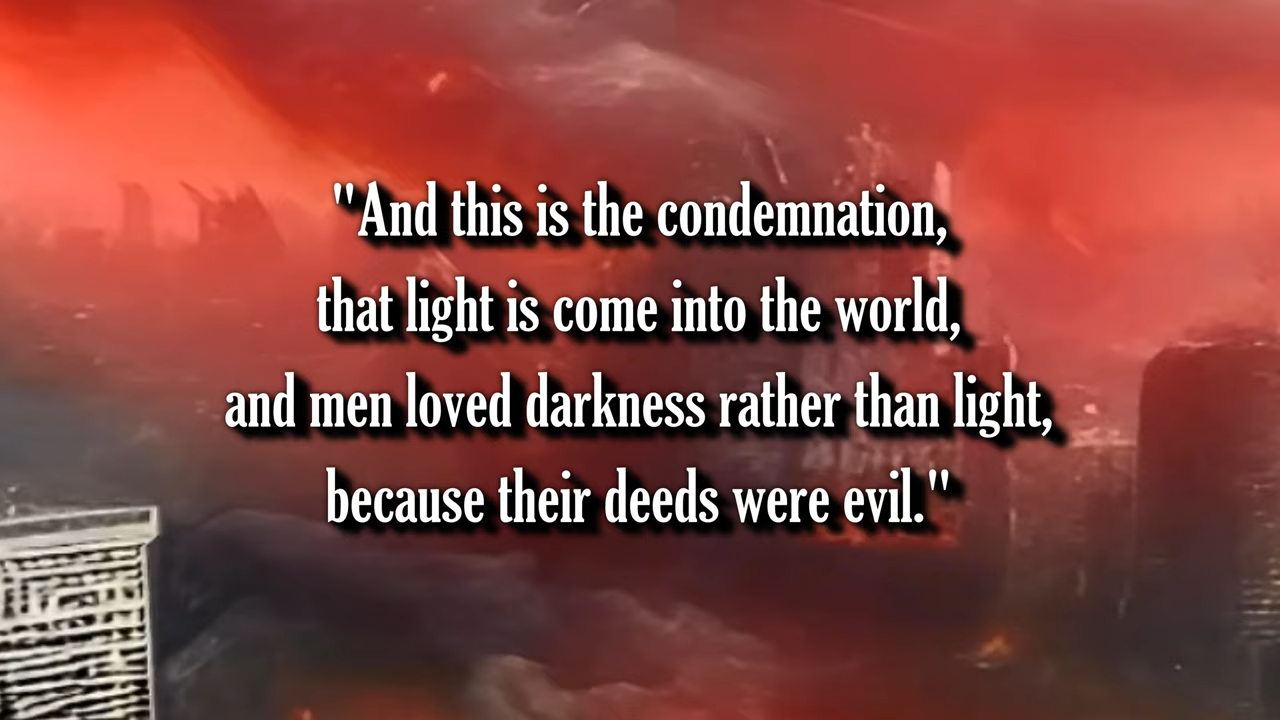 "And this is the condemnation,
that light is come into the world,
and men loved darkness rather than light,
because their deeds were evil."